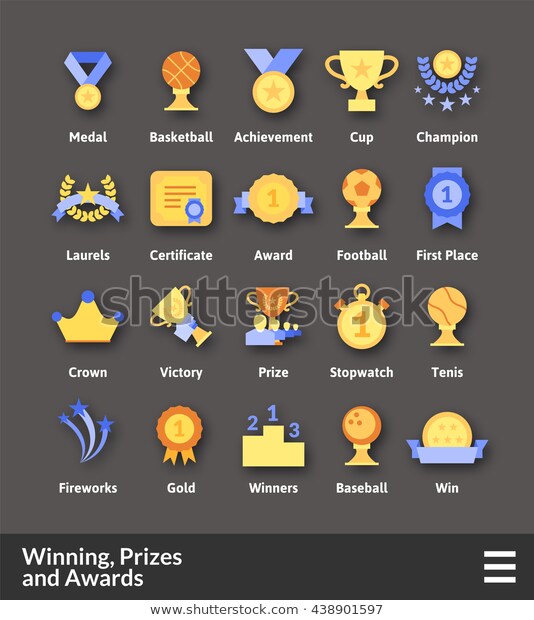 Medal Basketball Achievement Cup Champion
1 1
Laurels Certificate Award Football First Place
1
Crown Victory Prize Stopwatch Tenis
1 2 1 3
Fireworks Gold Winners Baseball Win
shutterstock
Winning, Prizes
and Awards
www.shutterstock.com · 438901597